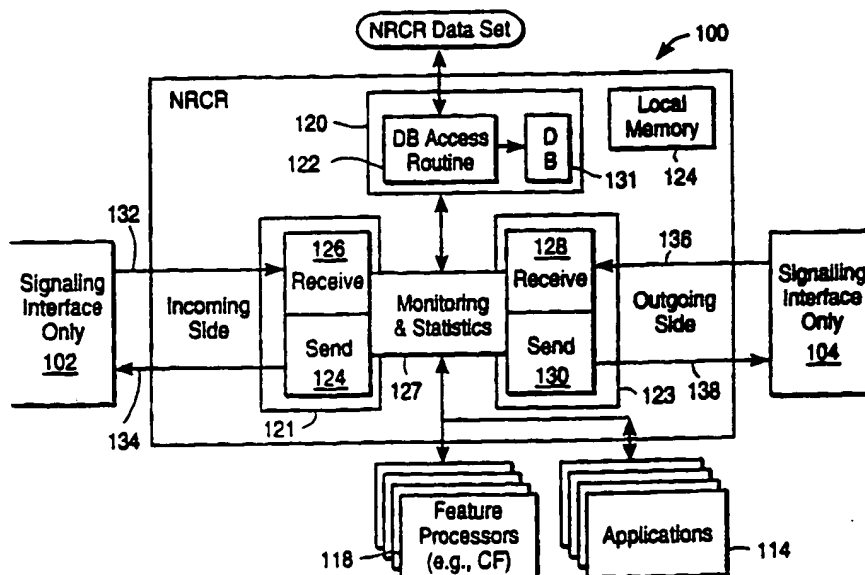 NRCR Data Set
100
NRCR
120
DB Access
Routine
122
D
B
131
Local
Memory
124
132
Signaling
Interface
Only
102
Incoming
Side
126
Receive
Send
124
134
121
Monitoring
& Statistics
127
128
Receive
Send
130
136
Outgoing
Side
123
138
Signalling
Interface
Only
104
118
Feature
Processors
(e.g., CF)
Applications
114